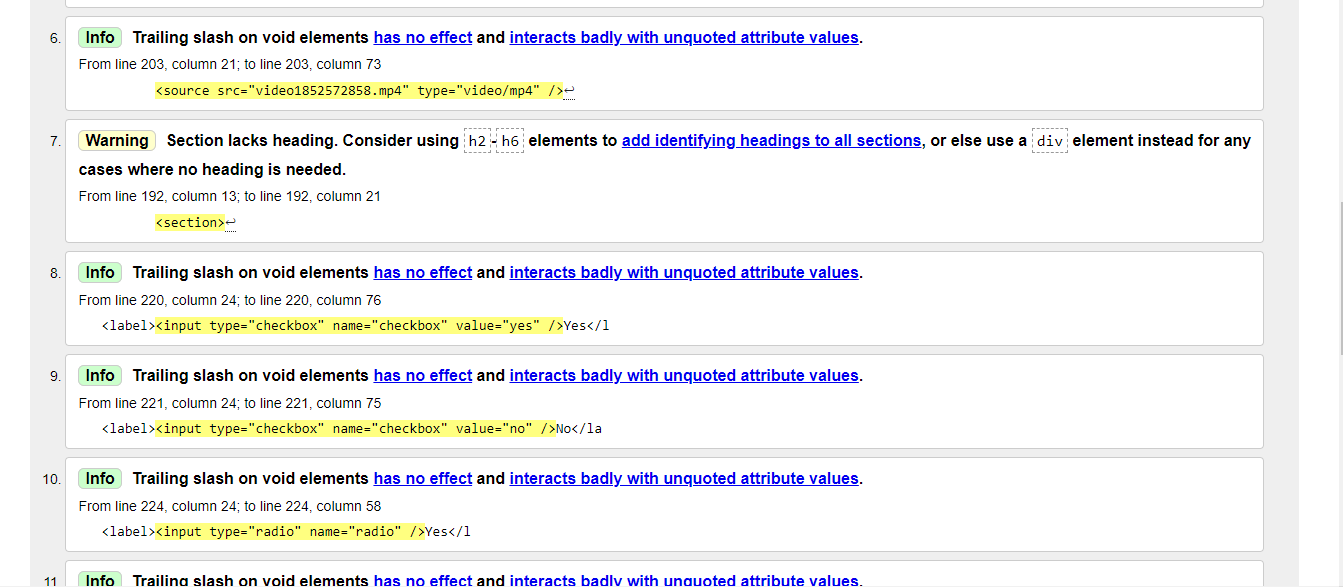 6. Info Trailing slash on void elements has no effect and interacts badly with unquoted attribute values.
From line 203, column 21; to line 203, column 73
<source src="video1852572858.mp4" type="video/mp4" />↩
7. Warning Section lacks heading. Consider using h2-h6 elements to add identifying headings to all sections, or else use a div element instead for any
cases where no heading is needed.
From line 192, column 13; to line 192, column 21
<section>↩
8. Info Trailing slash on void elements has no effect and interacts badly with unquoted attribute values.
From line 220, column 24; to line 220, column 76
<label><input type="checkbox" name="checkbox" value="yes" />Yes</l
9. Info Trailing slash on void elements has no effect and interacts badly with unquoted attribute values.
From line 221, column 24; to line 221, column 75
<label><input type="checkbox" name="checkbox" value="no" />No</la
10. Info Trailing slash on void elements has no effect and interacts badly with unquoted attribute values.
From line 224, column 24; to line 224, column 58
<label><input type="radio" name="radio" />Yes</l
11. Info Trailing slash on void elements has no effect and interacts badly with unquoted attribute values.